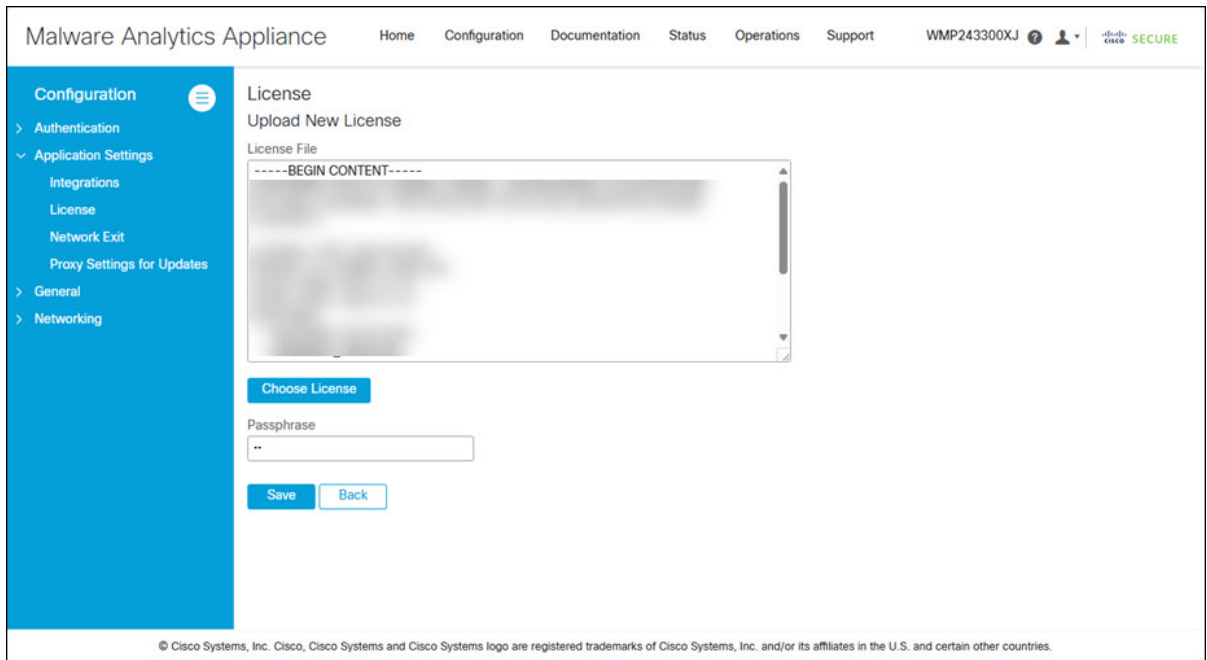 Malware Analytics Appliance Home Configuration Documentation Status Operations Support WMP243300XJ ? cisco SECURE
Configuration
> Authentication
Application Settings
Integrations
License
Network Exit
Proxy Settings for Updates
> General
> Networking
License
Upload New License
License File
-----BEGIN CONTENT-----
Choose License
Passphrase
••
Save Back
© Cisco Systems, Inc. Cisco, Cisco Systems and Cisco Systems logo are registered trademarks of Cisco Systems, Inc. and/or its affiliates in the U.S. and certain other countries.